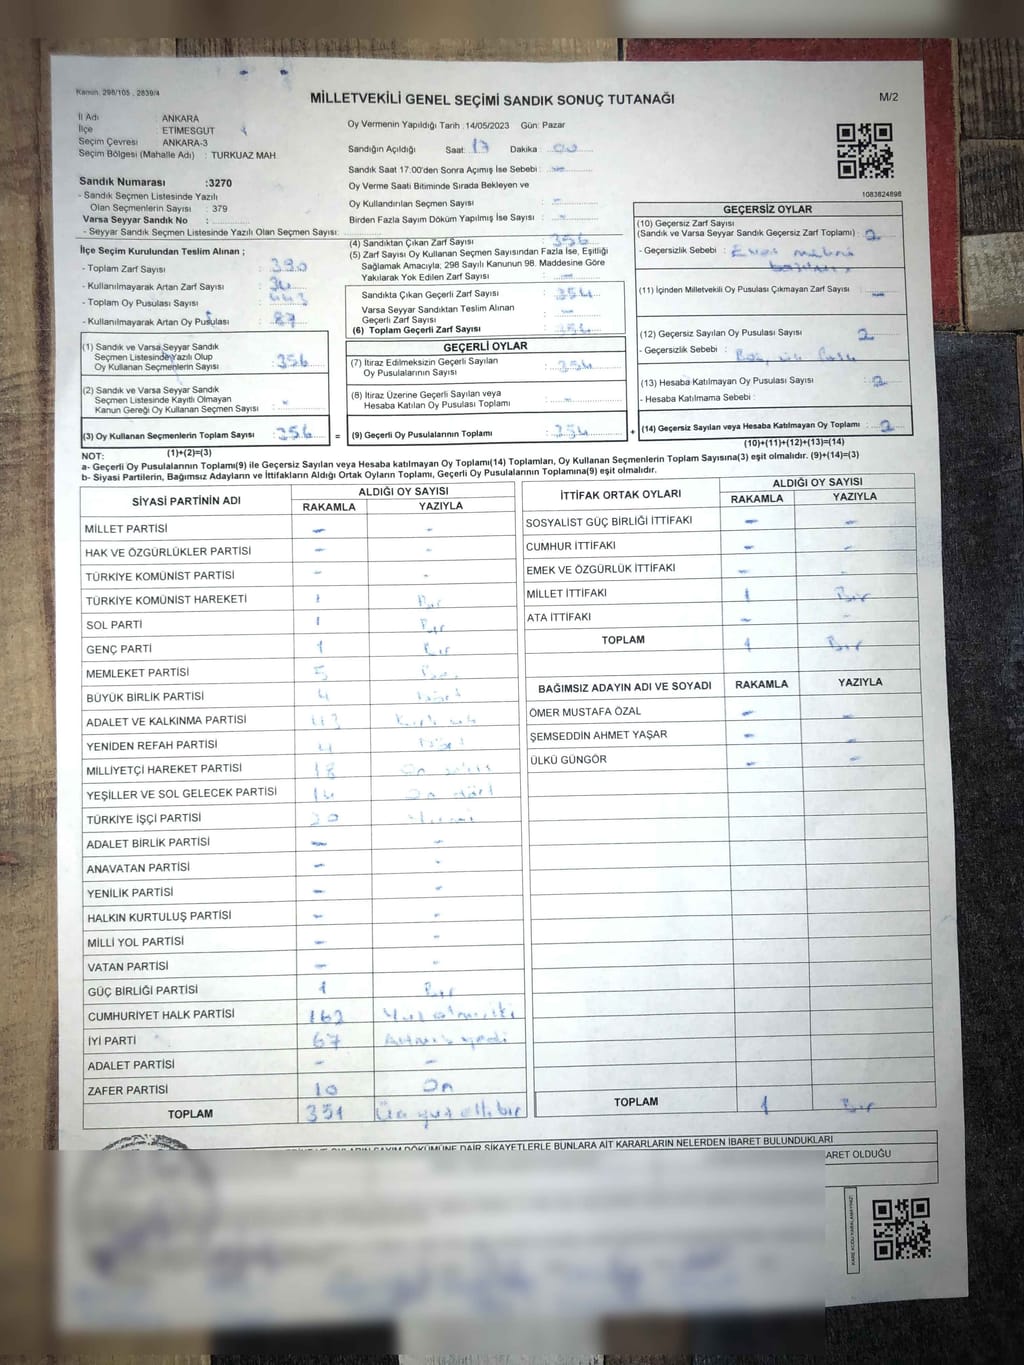 Kanun. 298/105 , 2839/4
MİLLETVEKİLİ GENEL SEÇİMİ SANDIK SONUÇ TUTANAĞI
M/2
İl Adı : ANKARA
İlçe : ETİMESGUT
Seçim Çevresi : ANKARA-3
Seçim Bölgesi (Mahalle Adı) : TURKUAZ MAH.
Sandık Numarası :3270
- Sandık Seçmen Listesinde Yazılı
Olan Seçmenlerin Sayısı : 379
Varsa Seyyar Sandık No :
- Seyyar Sandık Seçmen Listesinde Yazılı Olan Seçmen Sayısı:
Oy Vermenin Yapıldığı Tarih :14/05/2023 Gün: Pazar
Sandığın Açıldığı Saat: 17 Dakika : 00
Sandık Saat 17.00'den Sonra Açımış İse Sebebi : -
Oy Verme Saati Bitiminde Sırada Bekleyen ve
Oy Kullandırılan Seçmen Sayısı : -
Birden Fazla Sayım Döküm Yapılmış İse Sayısı : -
1083824898
İlçe Seçim Kurulundan Teslim Alınan ;
- Toplam Zarf Sayısı : 390
- Kullanılmayarak Artan Zarf Sayısı : 34
- Toplam Oy Pusulası Sayısı : 443
- Kullanılmayarak Artan Oy Pusulası : 87
(1) Sandık ve Varsa Seyyar Sandık
Seçmen Listesinde Yazılı Olup
Oy Kullanan Seçmenlerin Sayısı : 356
(2) Sandık ve Varsa Seyyar Sandık
Seçmen Listesinde Kayıtlı Olmayan
Kanun Gereği Oy Kullanan Seçmen Sayısı : -
(3) Oy Kullanan Seçmenlerin Toplam Sayısı : 356 =
(1)+(2)=(3)
(4) Sandıktan Çıkan Zarf Sayısı : 356
(5) Zarf Sayısı Oy Kullanan Seçmen Sayısından Fazla İse, Eşitliği
Sağlamak Amacıyla, 298 Sayılı Kanunun 98. Maddesine Göre
Yakılarak Yok Edilen Zarf Sayısı : -
Sandıkta Çıkan Geçerli Zarf Sayısı : 354
Varsa Seyyar Sandıktan Teslim Alınan
Geçerli Zarf Sayısı : -
(6) Toplam Geçerli Zarf Sayısı : 354
GEÇERLİ OYLAR
(7) İtiraz Edilmeksizin Geçerli Sayılan
Oy Pusulalarının Sayısı : 354
(8) İtiraz Üzerine Geçerli Sayılan veya
Hesaba Katılan Oy Pusulası Toplamı : -
(9) Geçerli Oy Pusulalarının Toplamı : 354 +
GEÇERSİZ OYLAR
(10) Geçersiz Zarf Sayısı
(Sandık ve Varsa Seyyar Sandık Geçersiz Zarf Toplamı) : 2
- Geçersizlik Sebebi :
(11) İçinden Milletvekili Oy Pusulası Çıkmayan Zarf Sayısı : -
(12) Geçersiz Sayılan Oy Pusulası Sayısı : 2
- Geçersizlik Sebebi :
(13) Hesaba Katılmayan Oy Pusulası Sayısı : 2
- Hesaba Katılmama Sebebi :
(14) Geçersiz Sayılan veya Hesaba Katılmayan Oy Toplamı : 2
(10)+(11)+(12)+(13)=(14)
NOT:
a- Geçerli Oy Pusulalarının Toplamı(9) ile Geçersiz Sayılan veya Hesaba katılmayan Oy Toplamı(14) Toplamları, Oy Kullanan Seçmenlerin Toplam Sayısına(3) eşit olmalıdır. (9)+(14)=(3)
b- Siyasi Partilerin, Bağımsız Adayların ve İttifakların Aldığı Ortak Oyların Toplamı, Geçerli Oy Pusulalarının Toplamına(9) eşit olmalıdır.
SİYASİ PARTİNİN ADI ALDIĞI OY SAYISI
RAKAMLA YAZIYLA
MİLLET PARTİSİ - -
HAK VE ÖZGÜRLÜKLER PARTİSİ - -
TÜRKİYE KOMÜNİST PARTİSİ - -
TÜRKİYE KOMÜNİST HAREKETİ 1 Bir
SOL PARTİ 1 Bir
GENÇ PARTİ 1 Bir
MEMLEKET PARTİSİ 5
BÜYÜK BİRLİK PARTİSİ 4 Dört
ADALET VE KALKINMA PARTİSİ
YENİDEN REFAH PARTİSİ 4 Dört
MİLLİYETÇİ HAREKET PARTİSİ 18 On sekiz
YEŞİLLER VE SOL GELECEK PARTİSİ 14 On dört
TÜRKİYE İŞÇİ PARTİSİ 20 Yirmi
ADALET BİRLİK PARTİSİ - -
ANAVATAN PARTİSİ - -
YENİLİK PARTİSİ - -
HALKIN KURTULUŞ PARTİSİ - -
MİLLİ YOL PARTİSİ - -
VATAN PARTİSİ - -
GÜÇ BİRLİĞİ PARTİSİ 1 Bir
CUMHURİYET HALK PARTİSİ 162 Yüz altmış iki
İYİ PARTİ 67 Altmış yedi
ADALET PARTİSİ - -
ZAFER PARTİSİ 10 On
TOPLAM 351 Üç yüz elli bir
İTTİFAK ORTAK OYLARI ALDIĞI OY SAYISI
RAKAMLA YAZIYLA
SOSYALİST GÜÇ BİRLİĞİ İTTİFAKI - -
CUMHUR İTTİFAKI - -
EMEK VE ÖZGÜRLÜK İTTİFAKI - -
MİLLET İTTİFAKI 1 Bir
ATA İTTİFAKI - -
TOPLAM 1 Bir
BAĞIMSIZ ADAYIN ADI VE SOYADI RAKAMLA YAZIYLA
ÖMER MUSTAFA ÖZAL - -
ŞEMSEDDİN AHMET YAŞAR - -
ÜLKÜ GÜNGÖR - -
TOPLAM 1 Bir
DÖKÜMÜNE DAİR ŞİKAYETLERLE BUNLARA AİT KARARLARIN NELERDEN İBARET BULUNDUKLARI
ARET OLDUĞU